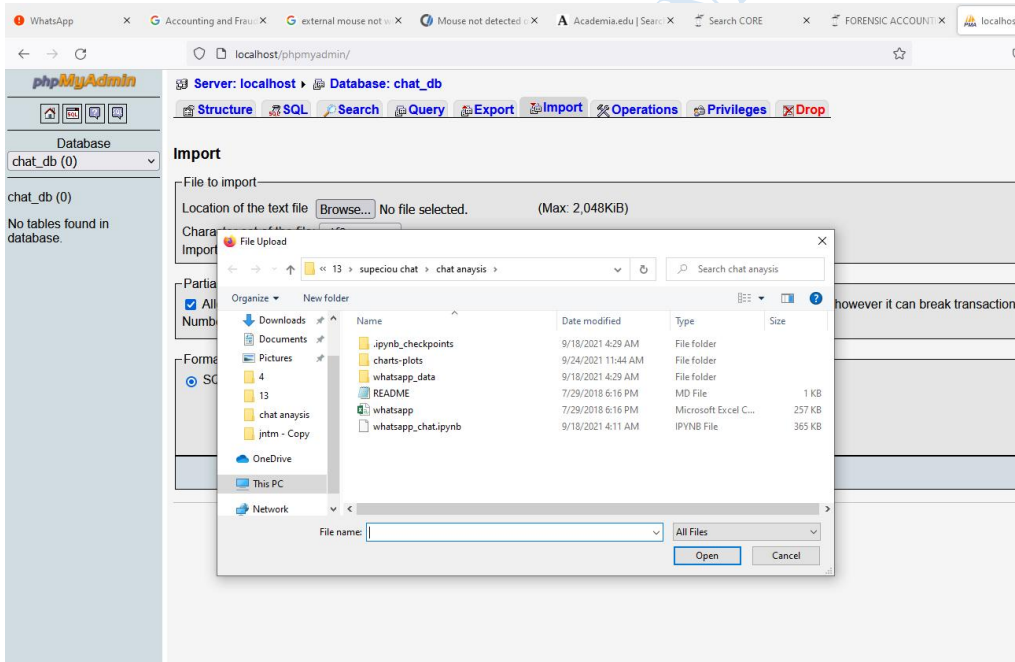 WhatsApp
Accounting and Frau
external mouse not w
Mouse not detected
Academia.edu | Searc
Search CORE
FORENSIC ACCOUNT
localhos
localhost/phpmyadmin/
phpMyAdmin
Server: localhost ▸ Database: chat_db
Structure SQL Search Query Export Import Operations Privileges Drop
Database
chat_db (0)
chat_db (0)
No tables found in
database.
Import
File to import
Location of the text file Browse... No file selected. (Max: 2,048KiB)
Import
Partia
All
however it can break transaction
Numb
Forma
SQ
File Upload
« 13 › supeciou chat › chat anaysis ›
Search chat anaysis
Organize New folder
Downloads
Documents
Pictures
4
13
chat anaysis
jntm - Copy
OneDrive
This PC
Network
Name Date modified Type Size
.ipynb_checkpoints 9/18/2021 4:29 AM File folder
charts-plots 9/24/2021 11:44 AM File folder
whatsapp_data 9/18/2021 4:29 AM File folder
README 7/29/2018 6:16 PM MD File 1 KB
whatsapp 7/29/2018 6:16 PM Microsoft Excel C... 257 KB
whatsapp_chat.ipynb 9/18/2021 4:11 AM IPYNB File 365 KB
File name: All Files
Open Cancel